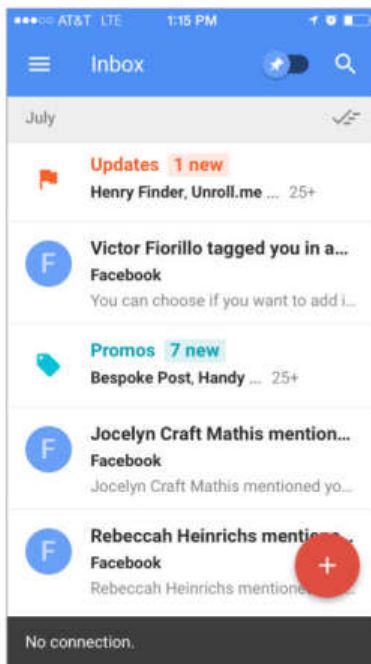 AT&T LTE 1:15 PM
Inbox
July
Updates 1 new
Henry Finder, Unroll.me ... 25+
F
Victor Fiorillo tagged you in a...
Facebook
You can choose if you want to add i...
Promos 7 new
Bespoke Post, Handy ... 25+
F
Jocelyn Craft Mathis mention...
Facebook
Jocelyn Craft Mathis mentioned yo...
F
Rebeccah Heinrichs mentione...
Facebook
Rebeccah Heinrichs mentione
+
No connection.